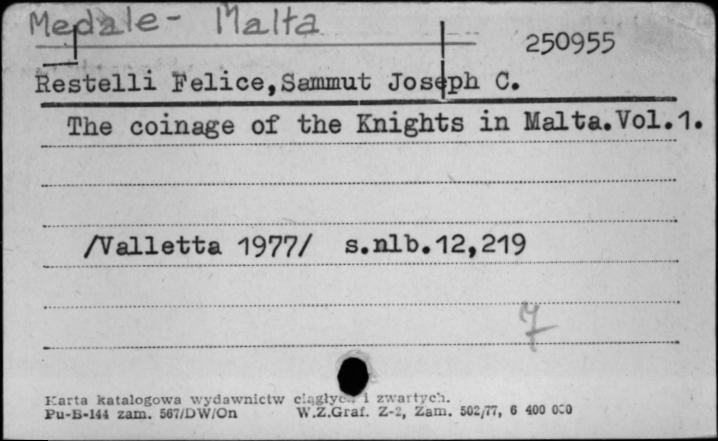 Medale - Malta
250955
Restelli Felice,Sammut Joseph C.
The coinage of the Knights in Malta.Vol.1.
/Valletta 1977/ s.nlb.12,219
7
Karta katalogowa wydawnictw ciągłych i zwartych.
Pu-B-144 zam. 567/DW/On W.Z.Graf. Z-2, Zam. 502/77, 6 400 000